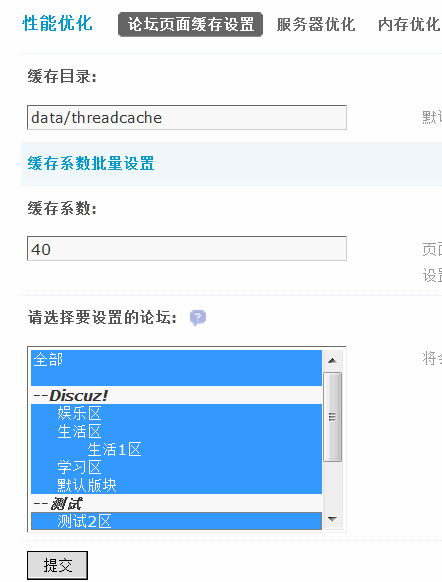 性能优化 论坛页面缓存设置 服务器优化 内存优化
缓存目录:
data/threadcache 默认
缓存系数批量设置
缓存系数:
40 页面
设置
请选择要设置的论坛: ?
全部 将会
--Discuz!
娱乐区
生活区
生活1区
学习区
默认版块
--测试
测试2区
提交